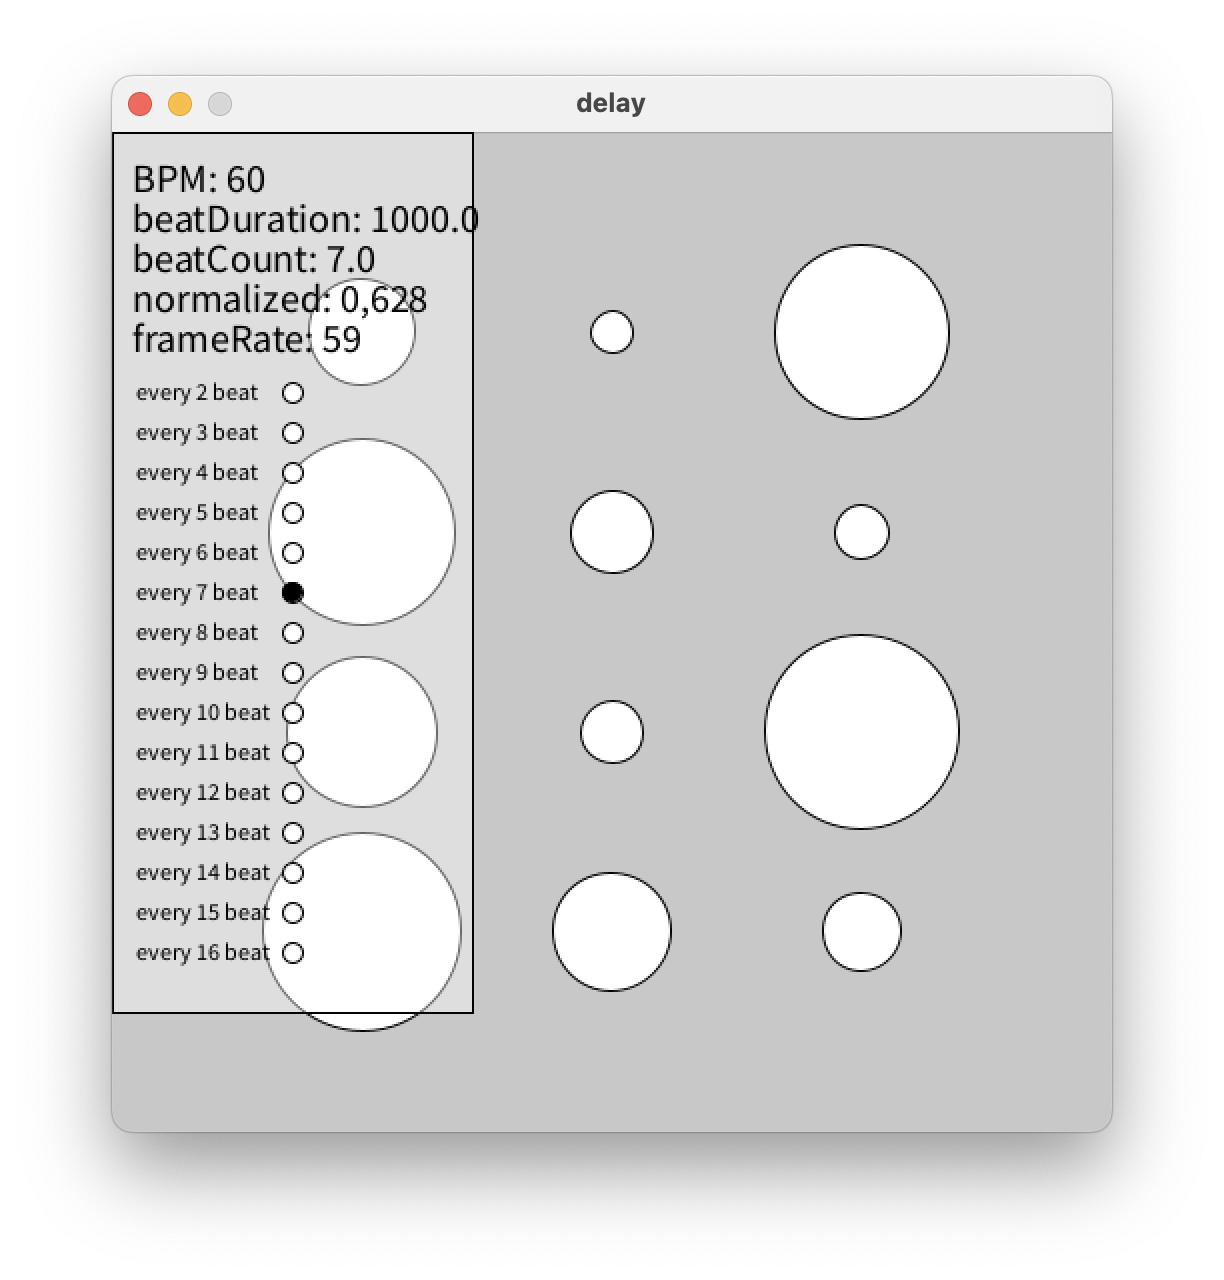 delay
BPM: 60
beatDuration: 1000.0
beatCount: 7.0
normalized: 0,628
frameRate: 59
every 2 beat
every 3 beat
every 4 beat
every 5 beat
every 6 beat
every 7 beat
every 8 beat
every 9 beat
every 10 beat
every 11 beat
every 12 beat
every 13 beat
every 14 beat
every 15 beat
every 16 beat